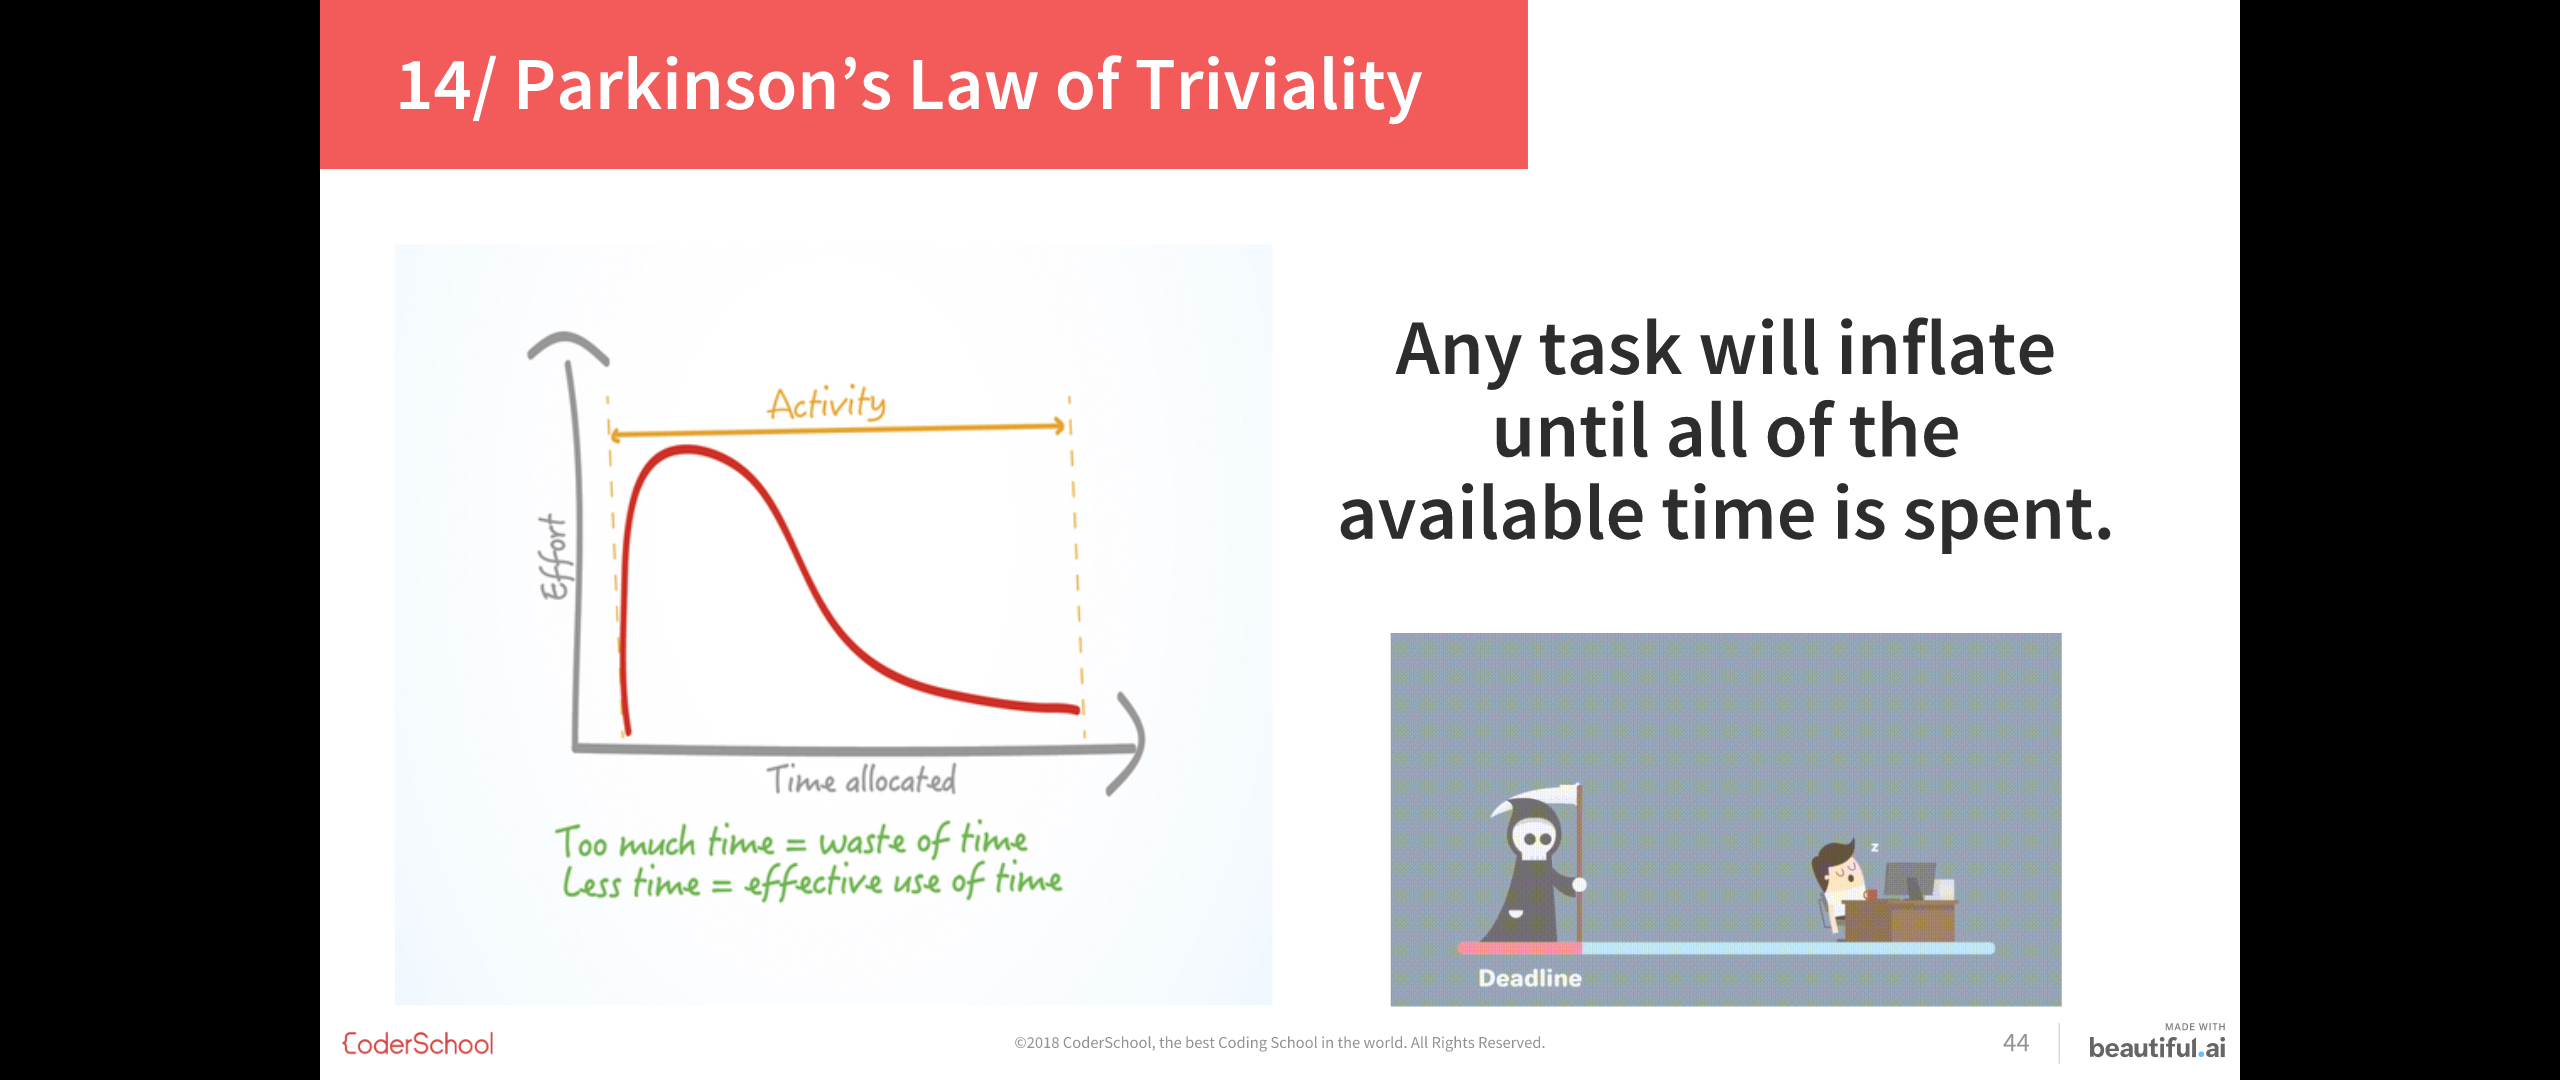 14/ Parkinson’s Law of Triviality
Activity
Effort
Time allocated
Too much time = waste of time
Less time = effective use of time
Any task will inflate
until all of the
available time is spent.
z
Deadline
CoderSchool
©2018 CoderSchool, the best Coding School in the world. All Rights Reserved.
44
MADE WITH
beautiful.ai